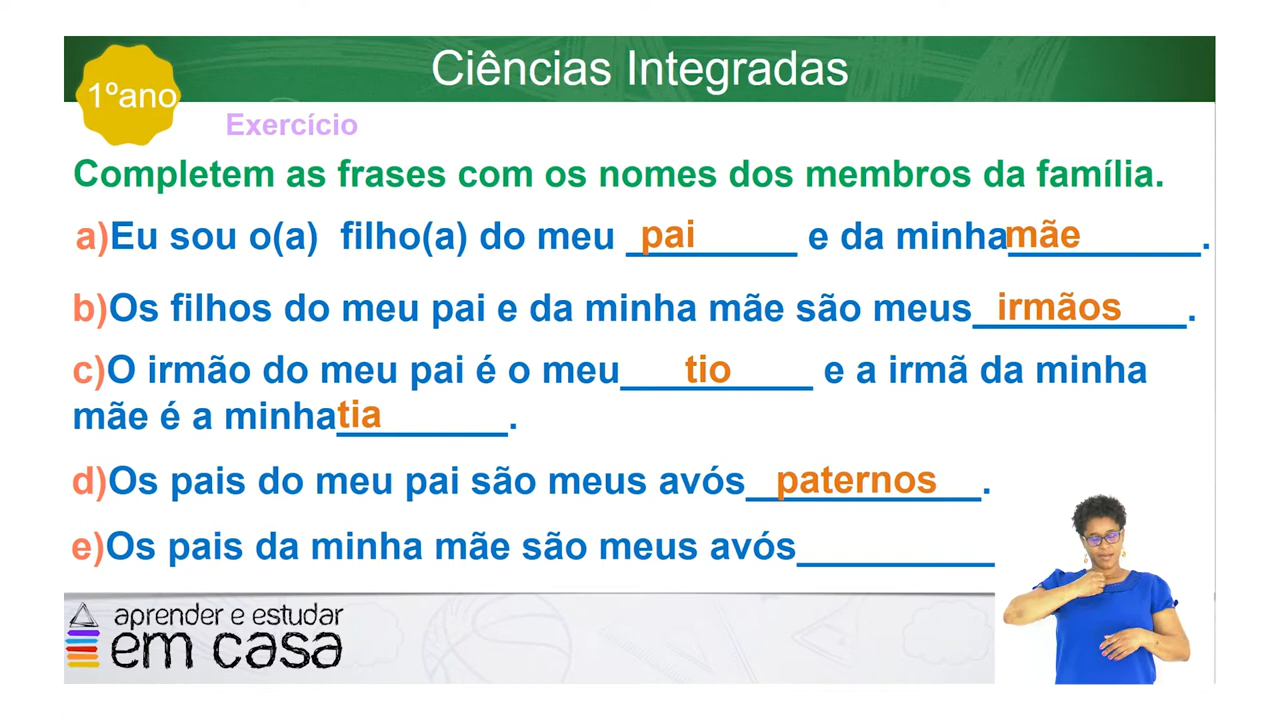 Ciências Integradas
1ºano
Exercício
Completem as frases com os nomes dos membros da família.
a)Eu sou o(a) filho(a) do meu pai e da minha mãe.
b)Os filhos do meu pai e da minha mãe são meus irmãos.
c)O irmão do meu pai é o meu tio e a irmã da minha
mãe é a minha tia.
d)Os pais do meu pai são meus avós paternos.
e)Os pais da minha mãe são meus avós__________
aprender e estudar
em casa